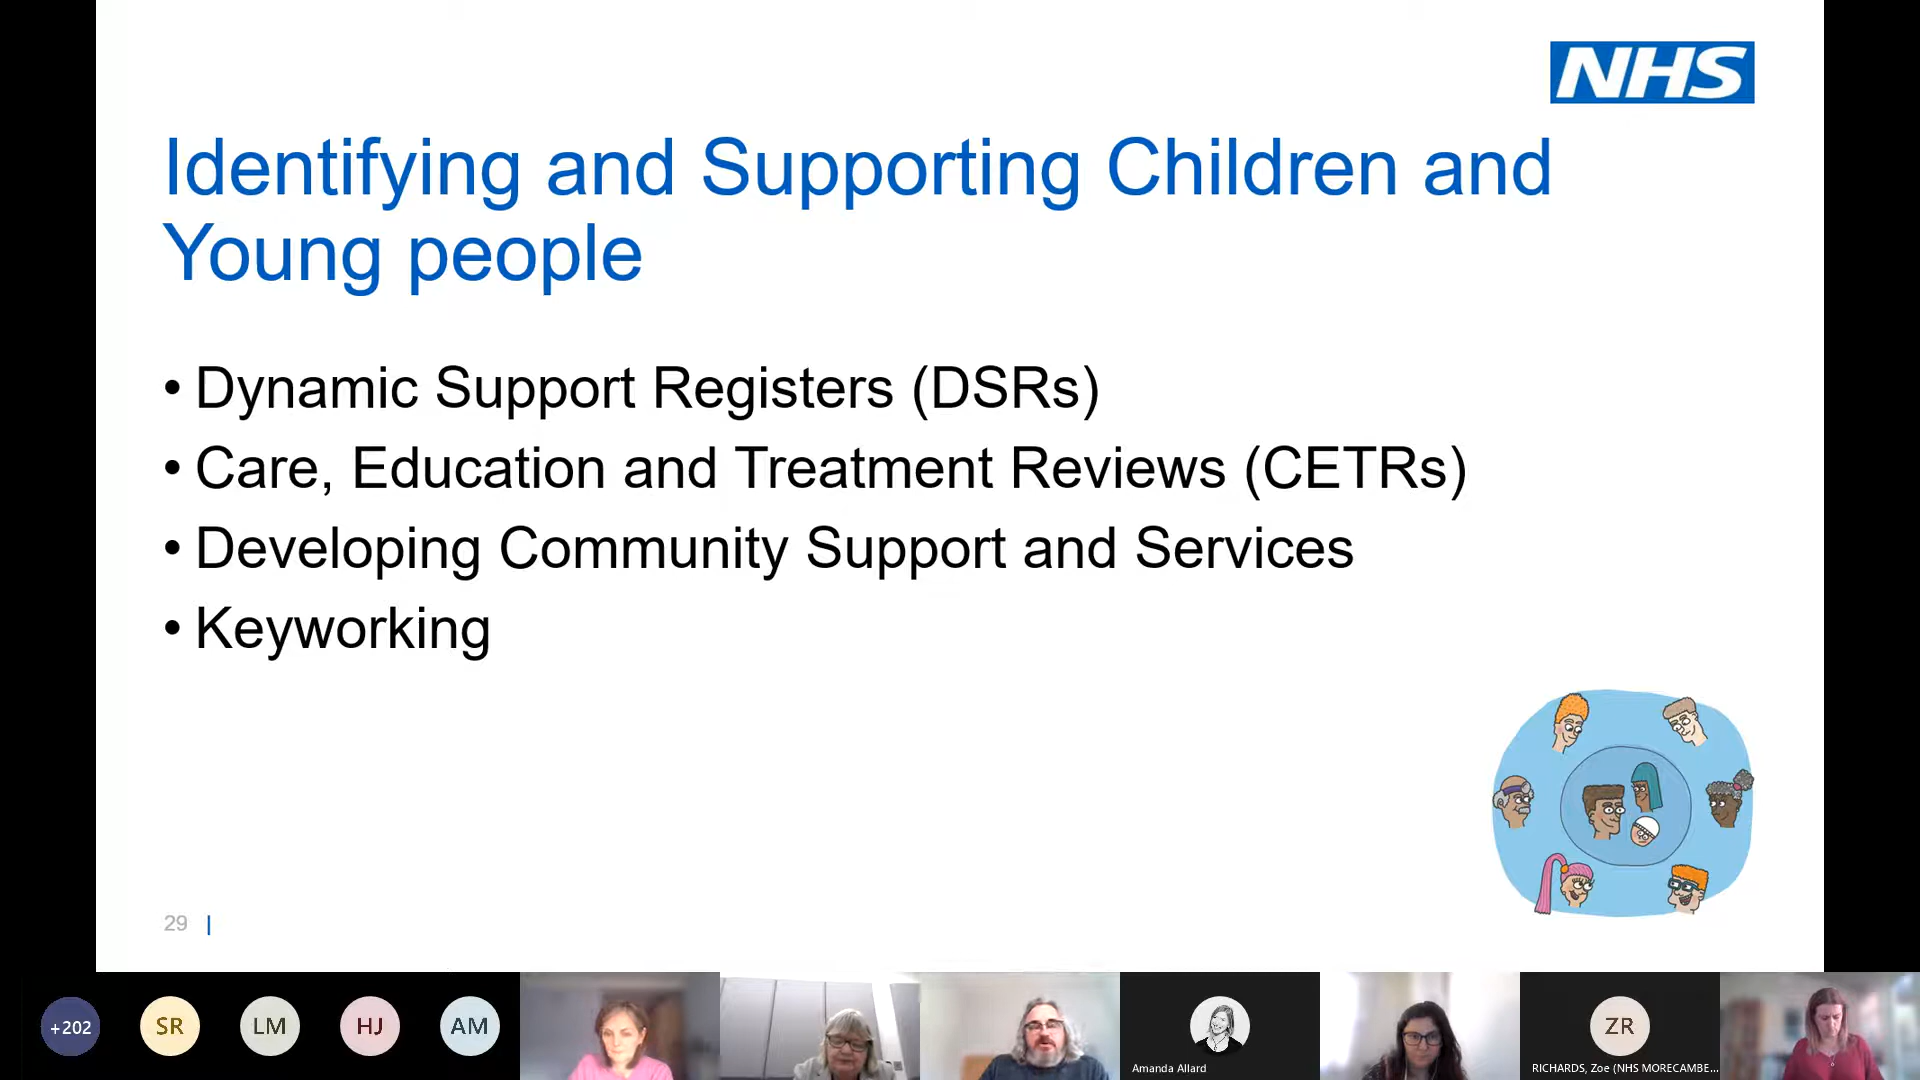 NHS
Identifying and Supporting Children and
Young people
• Dynamic Support Registers (DSRs)
• Care, Education and Treatment Reviews (CETRs)
• Developing Community Support and Services
• Keyworking
29 |
+202
SR
LM
HJ
AM
Amanda Allard
ZR
RICHARDS, Zoe (NHS MORECAMBE...